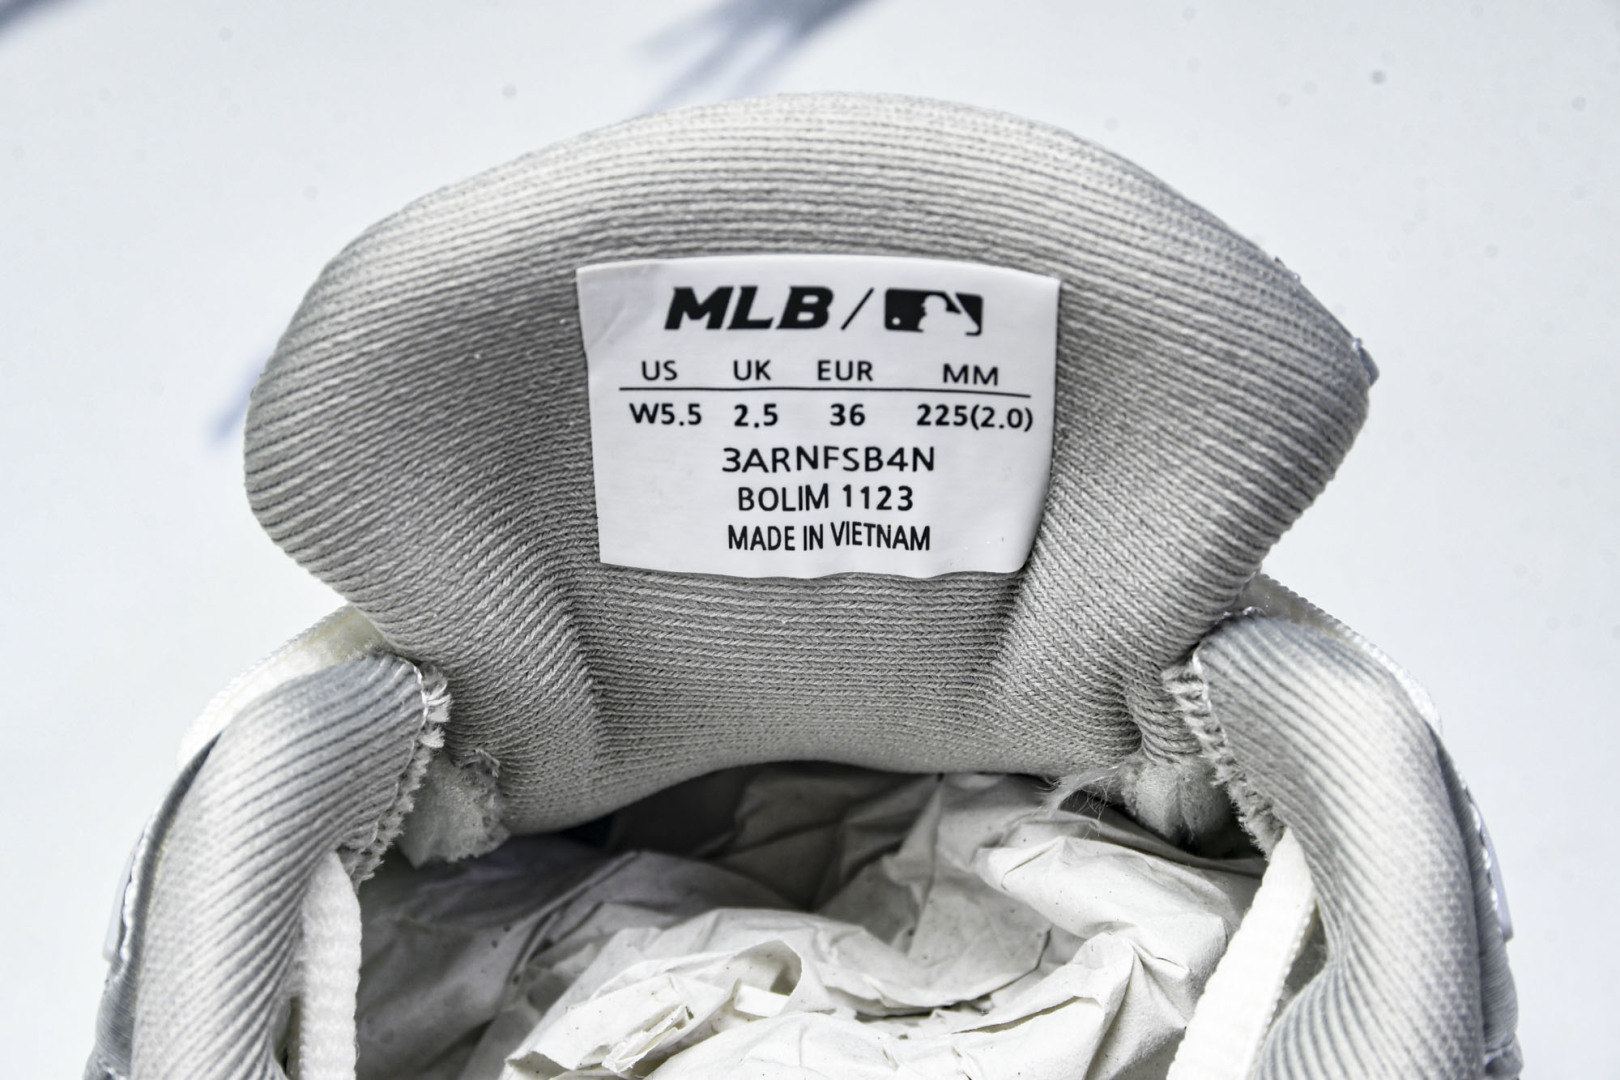 MLB /
US UK EUR MM
W5.5 2.5 36 225(2.0)
3ARNFSB4N
BOLIM 1123
MADE IN VIETNAM